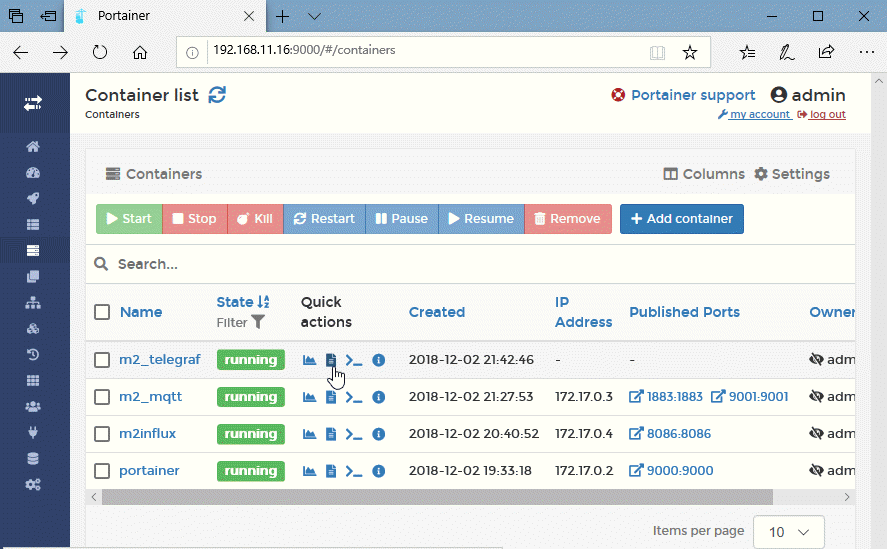 Portainer
192.168.11.16:9000/#/containers
Container list
Portainer support
admin
Containers
my account
log out
Containers
Columns
Settings
Start
Stop
Kill
Restart
Pause
Resume
Remove
Add container
Search...
Name
State
Filter
Quick actions
Created
IP Address
Published Ports
Owner
m2_telegraf running 2018-12-02 21:42:46 - - adm
m2_mqtt running 2018-12-02 21:27:53 172.17.0.3 1883:1883 9001:9001 adm
m2influx running 2018-12-02 20:40:52 172.17.0.4 8086:8086 adm
portainer running 2018-12-02 19:33:18 172.17.0.2 9000:9000 adm
Items per page 10